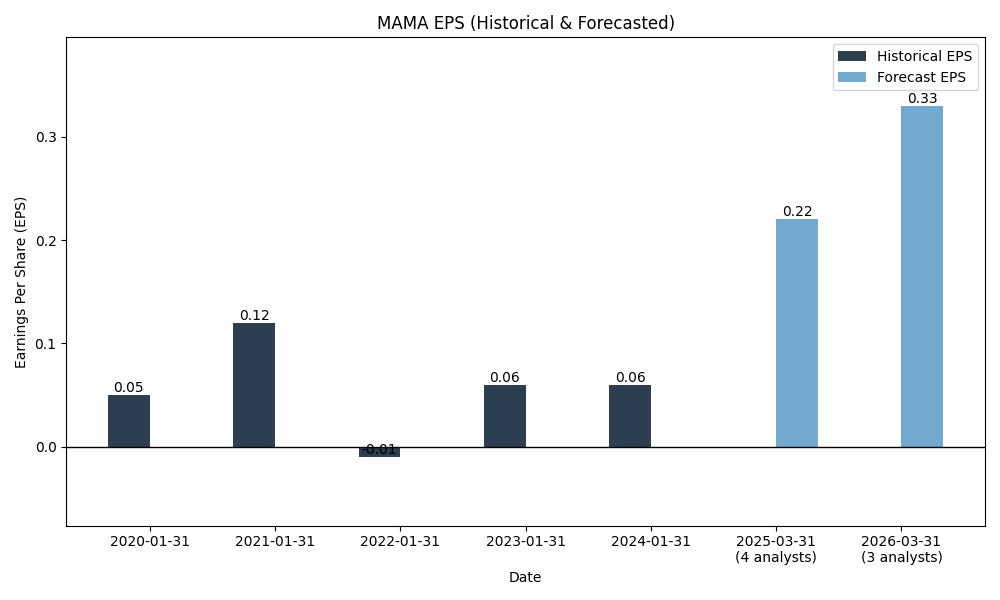 MAMA EPS (Historical & Forecasted)
Historical EPS
Forecast EPS
Earnings Per Share (EPS)
0.3
0.2
0.1
0.0
0.05
0.12
-0.01
0.06
0.06
0.22
0.33
2020-01-31
2021-01-31
2022-01-31
2023-01-31
2024-01-31
2025-03-31
(4 analysts)
2026-03-31
(3 analysts)
Date